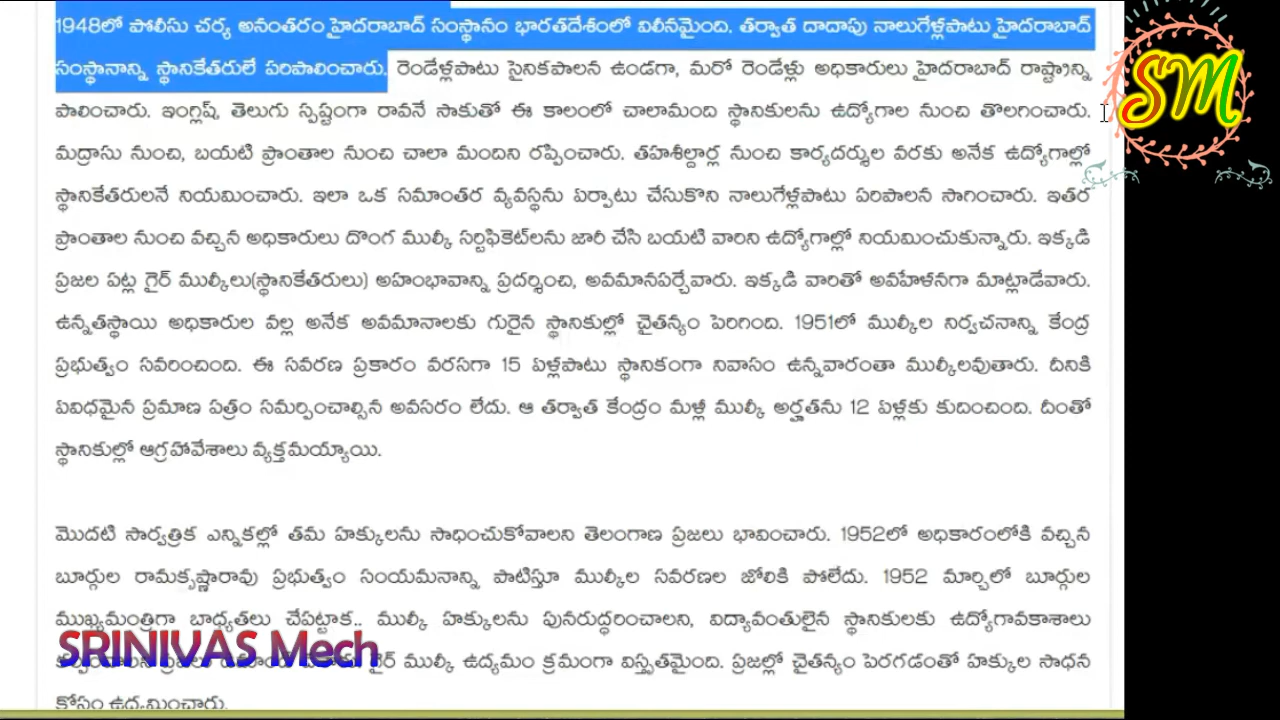 1948లో పోలీసు చర్య అనంతరం హైదరాబాద్ సంస్థానం భారతదేశంలో విలీనమైంది. తర్వాత దాదాపు నాలుగేళ్లపాటు హైదరాబాద్
సంస్థానాన్ని స్థానికేతరులే పరిపాలించారు. రెండేళ్లపాటు సైనికపాలన ఉండగా, మరో రెండేళ్లు అధికారులు హైదరాబాద్ రాష్ట్రాన్ని
పాలించారు. ఇంగ్లిష్, తెలుగు స్పష్టంగా రావనే సాకుతో ఈ కాలంలో చాలామంది స్థానికులను ఉద్యోగాల నుంచి తొలగించారు.
మద్రాసు నుంచి, బయటి ప్రాంతాల నుంచి చాలా మందిని రప్పించారు. తహశీల్దార్ల నుంచి కార్యదర్శుల వరకు అనేక ఉద్యోగాల్లో
స్థానికేతరులనే నియమించారు. ఇలా ఒక సమాంతర వ్యవస్థను ఏర్పాటు చేసుకొని నాలుగేళ్లపాటు పరిపాలన సాగించారు. ఇతర
ప్రాంతాల నుంచి వచ్చిన అధికారులు దొంగ ముల్కీ సర్టిఫికెట్‌లను జారీ చేసి బయటి వారిని ఉద్యోగాల్లో నియమించుకున్నారు. ఇక్కడి
ప్రజల పట్ల గైర్ ముల్కీలు(స్థానికేతరులు) అహంభావాన్ని ప్రదర్శించి, అవమానపర్చేవారు. ఇక్కడి వారితో అవహేళనగా మాట్లాడేవారు.
ఉన్నతస్థాయి అధికారుల వల్ల అనేక అవమానాలకు గురైన స్థానికుల్లో చైతన్యం పెరిగింది. 1951లో ముల్కీల నిర్వచనాన్ని కేంద్ర
ప్రభుత్వం సవరించింది. ఈ సవరణ ప్రకారం వరసగా 15 ఏళ్లపాటు స్థానికంగా నివాసం ఉన్నవారంతా ముల్కీలవుతారు. దీనికి
ఏవిధమైన ప్రమాణ పత్రం సమర్పించాల్సిన అవసరం లేదు. ఆ తర్వాత కేంద్రం మళ్లీ ముల్కీ అర్హతను 12 ఏళ్లకు కుదించింది. దీంతో
స్థానికుల్లో ఆగ్రహావేశాలు వ్యక్తమయ్యాయి.
మొదటి సార్వత్రిక ఎన్నికల్లో తమ హక్కులను సాధించుకోవాలని తెలంగాణ ప్రజలు భావించారు. 1952లో అధికారంలోకి వచ్చిన
బూర్గుల రామకృష్ణారావు ప్రభుత్వం సంయమనాన్ని పాటిస్తూ ముల్కీల సవరణల జోలికి పోలేదు. 1952 మార్చిలో బూర్గుల
ముఖ్యమంత్రిగా బాధ్యతలు చేపట్టాక.. ముల్కీ హక్కులను పునరుద్ధరించాలని, విద్యావంతులైన స్థానికులకు ఉద్యోగావకాశాలు
గైర్ ముల్కీ ఉద్యమం క్రమంగా విస్తృతమైంది. ప్రజల్లో చైతన్యం పెరగడంతో హక్కుల సాధన
కోసం ఉద్యమించారు.
SM
SRINIVAS Mech